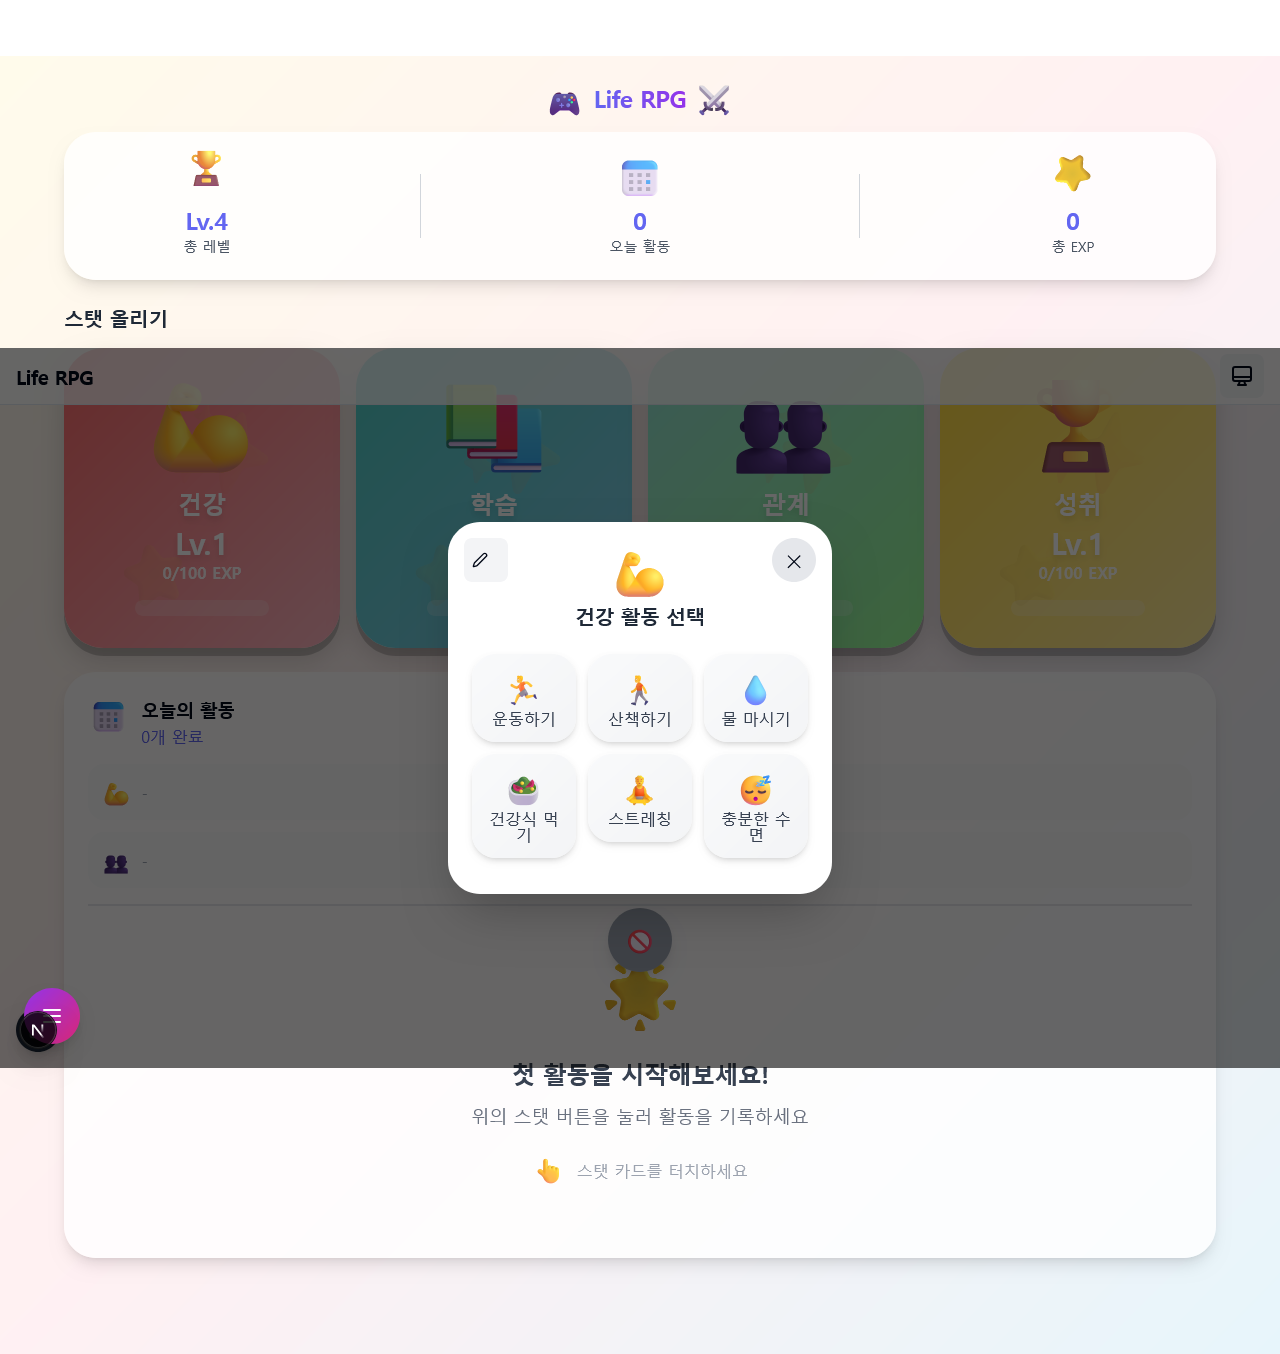 Life RPG
Lv.4
총 레벨
0
오늘 활동
0
총 EXP
스탯 올리기
Life RPG
건강
Lv.1
0/100 EXP
학습
관계
성취
Lv.1
0/100 EXP
건강 활동 선택
운동하기
산책하기
물 마시기
건강식 먹
기
스트레칭
충분한 수
면
오늘의 활동
0개 완료
-
-
N
첫 활동을 시작해보세요!
위의 스탯 버튼을 눌러 활동을 기록하세요
스탯 카드를 터치하세요